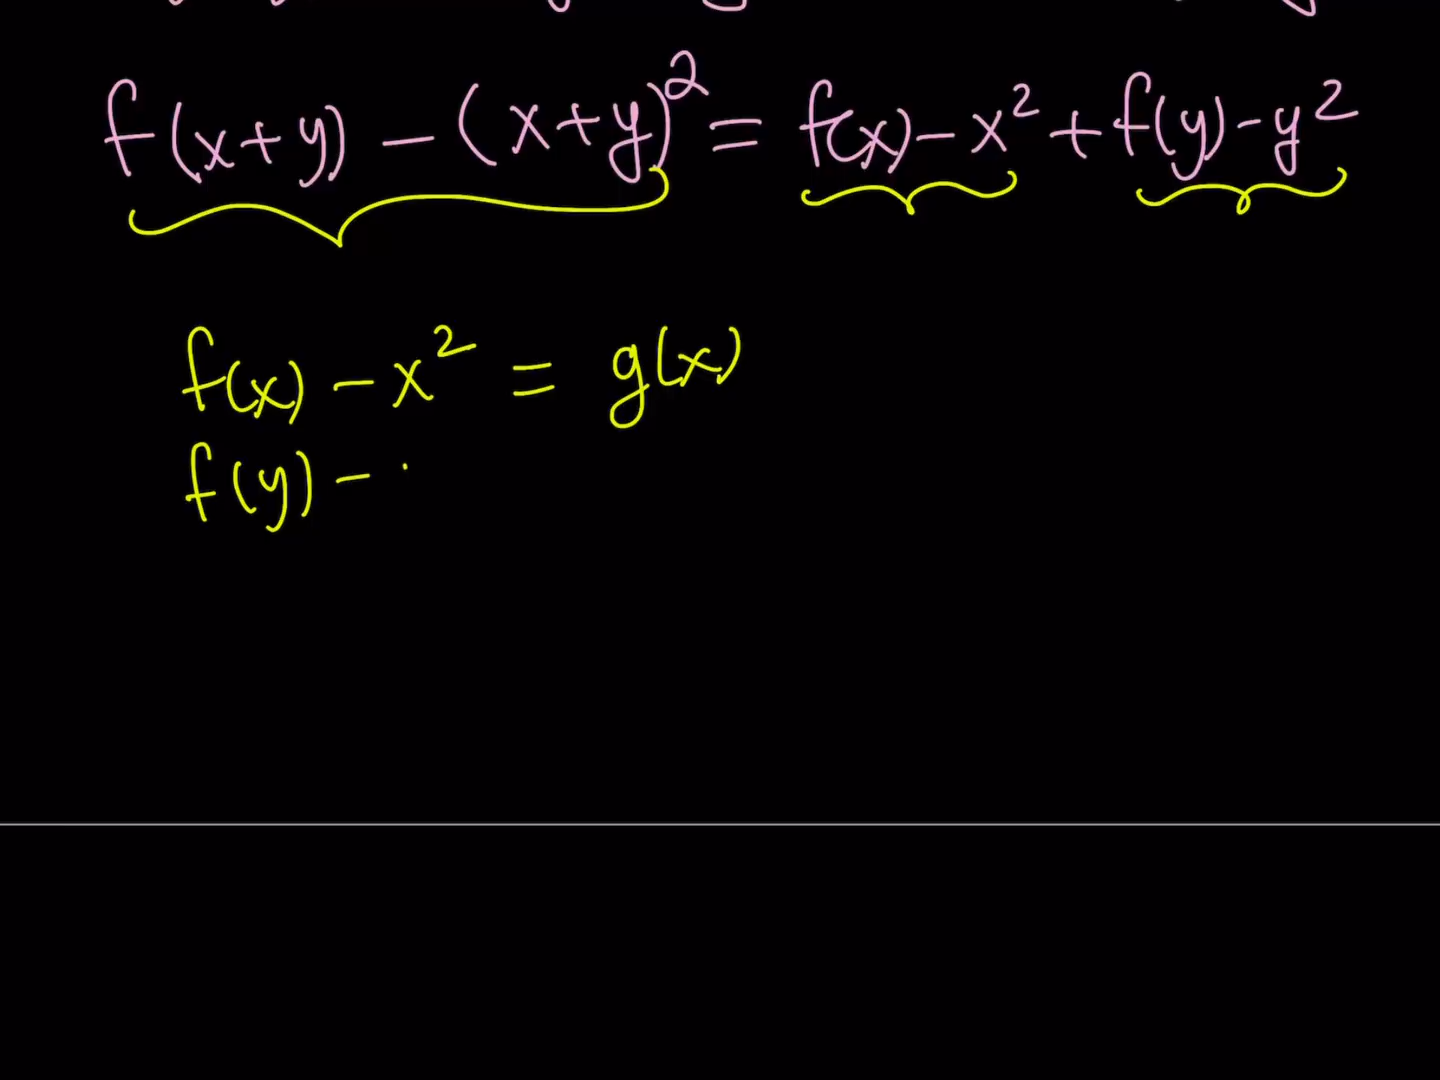 f(x+y) - (x+y)² = f(x) - x² + f(y) - y²
f(x) - x² = g(x)
f(y) -